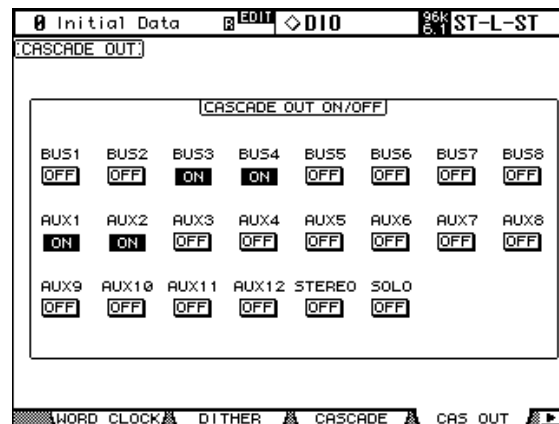 0 Initial Data R EDIT ◇DIO 96k 6.1 ST-L-ST
CASCADE OUT
CASCADE OUT ON/OFF
BUS1 BUS2 BUS3 BUS4 BUS5 BUS6 BUS7 BUS8
OFF OFF ON ON OFF OFF OFF OFF
AUX1 AUX2 AUX3 AUX4 AUX5 AUX6 AUX7 AUX8
ON ON OFF OFF OFF OFF OFF OFF
AUX9 AUX10 AUX11 AUX12 STEREO SOLO
OFF OFF OFF OFF OFF OFF
WORD CLOCK DITHER CASCADE CAS OUT